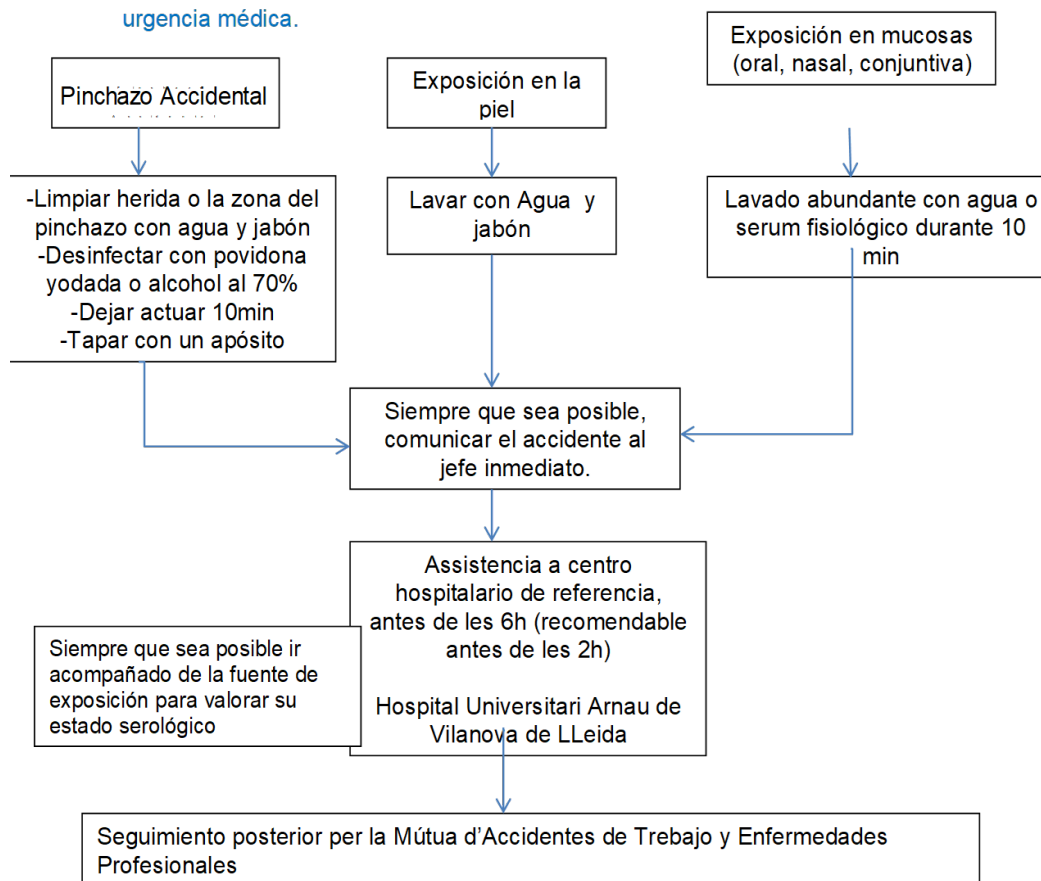 urgencia médica.
Pinchazo Accidental
Exposición en la
piel
Exposición en mucosas
(oral, nasal, conjuntiva)
-Limpiar herida o la zona del
pinchazo con agua y jabón
-Desinfectar con povidona
yodada o alcohol al 70%
-Dejar actuar 10min
-Tapar con un apósito
Lavar con Agua y
jabón
Lavado abundante con agua o
serum fisiológico durante 10
min
Siempre que sea posible,
comunicar el accidente al
jefe inmediato.
Assistencia a centro
hospitalario de referencia,
antes de les 6h (recomendable
antes de les 2h)
Hospital Universitari Arnau de
Vilanova de LLeida
Siempre que sea posible ir
acompañado de la fuente de
exposición para valorar su
estado serológico
Seguimiento posterior per la Mútua d'Accidentes de Trabajo y Enfermedades
Profesionales